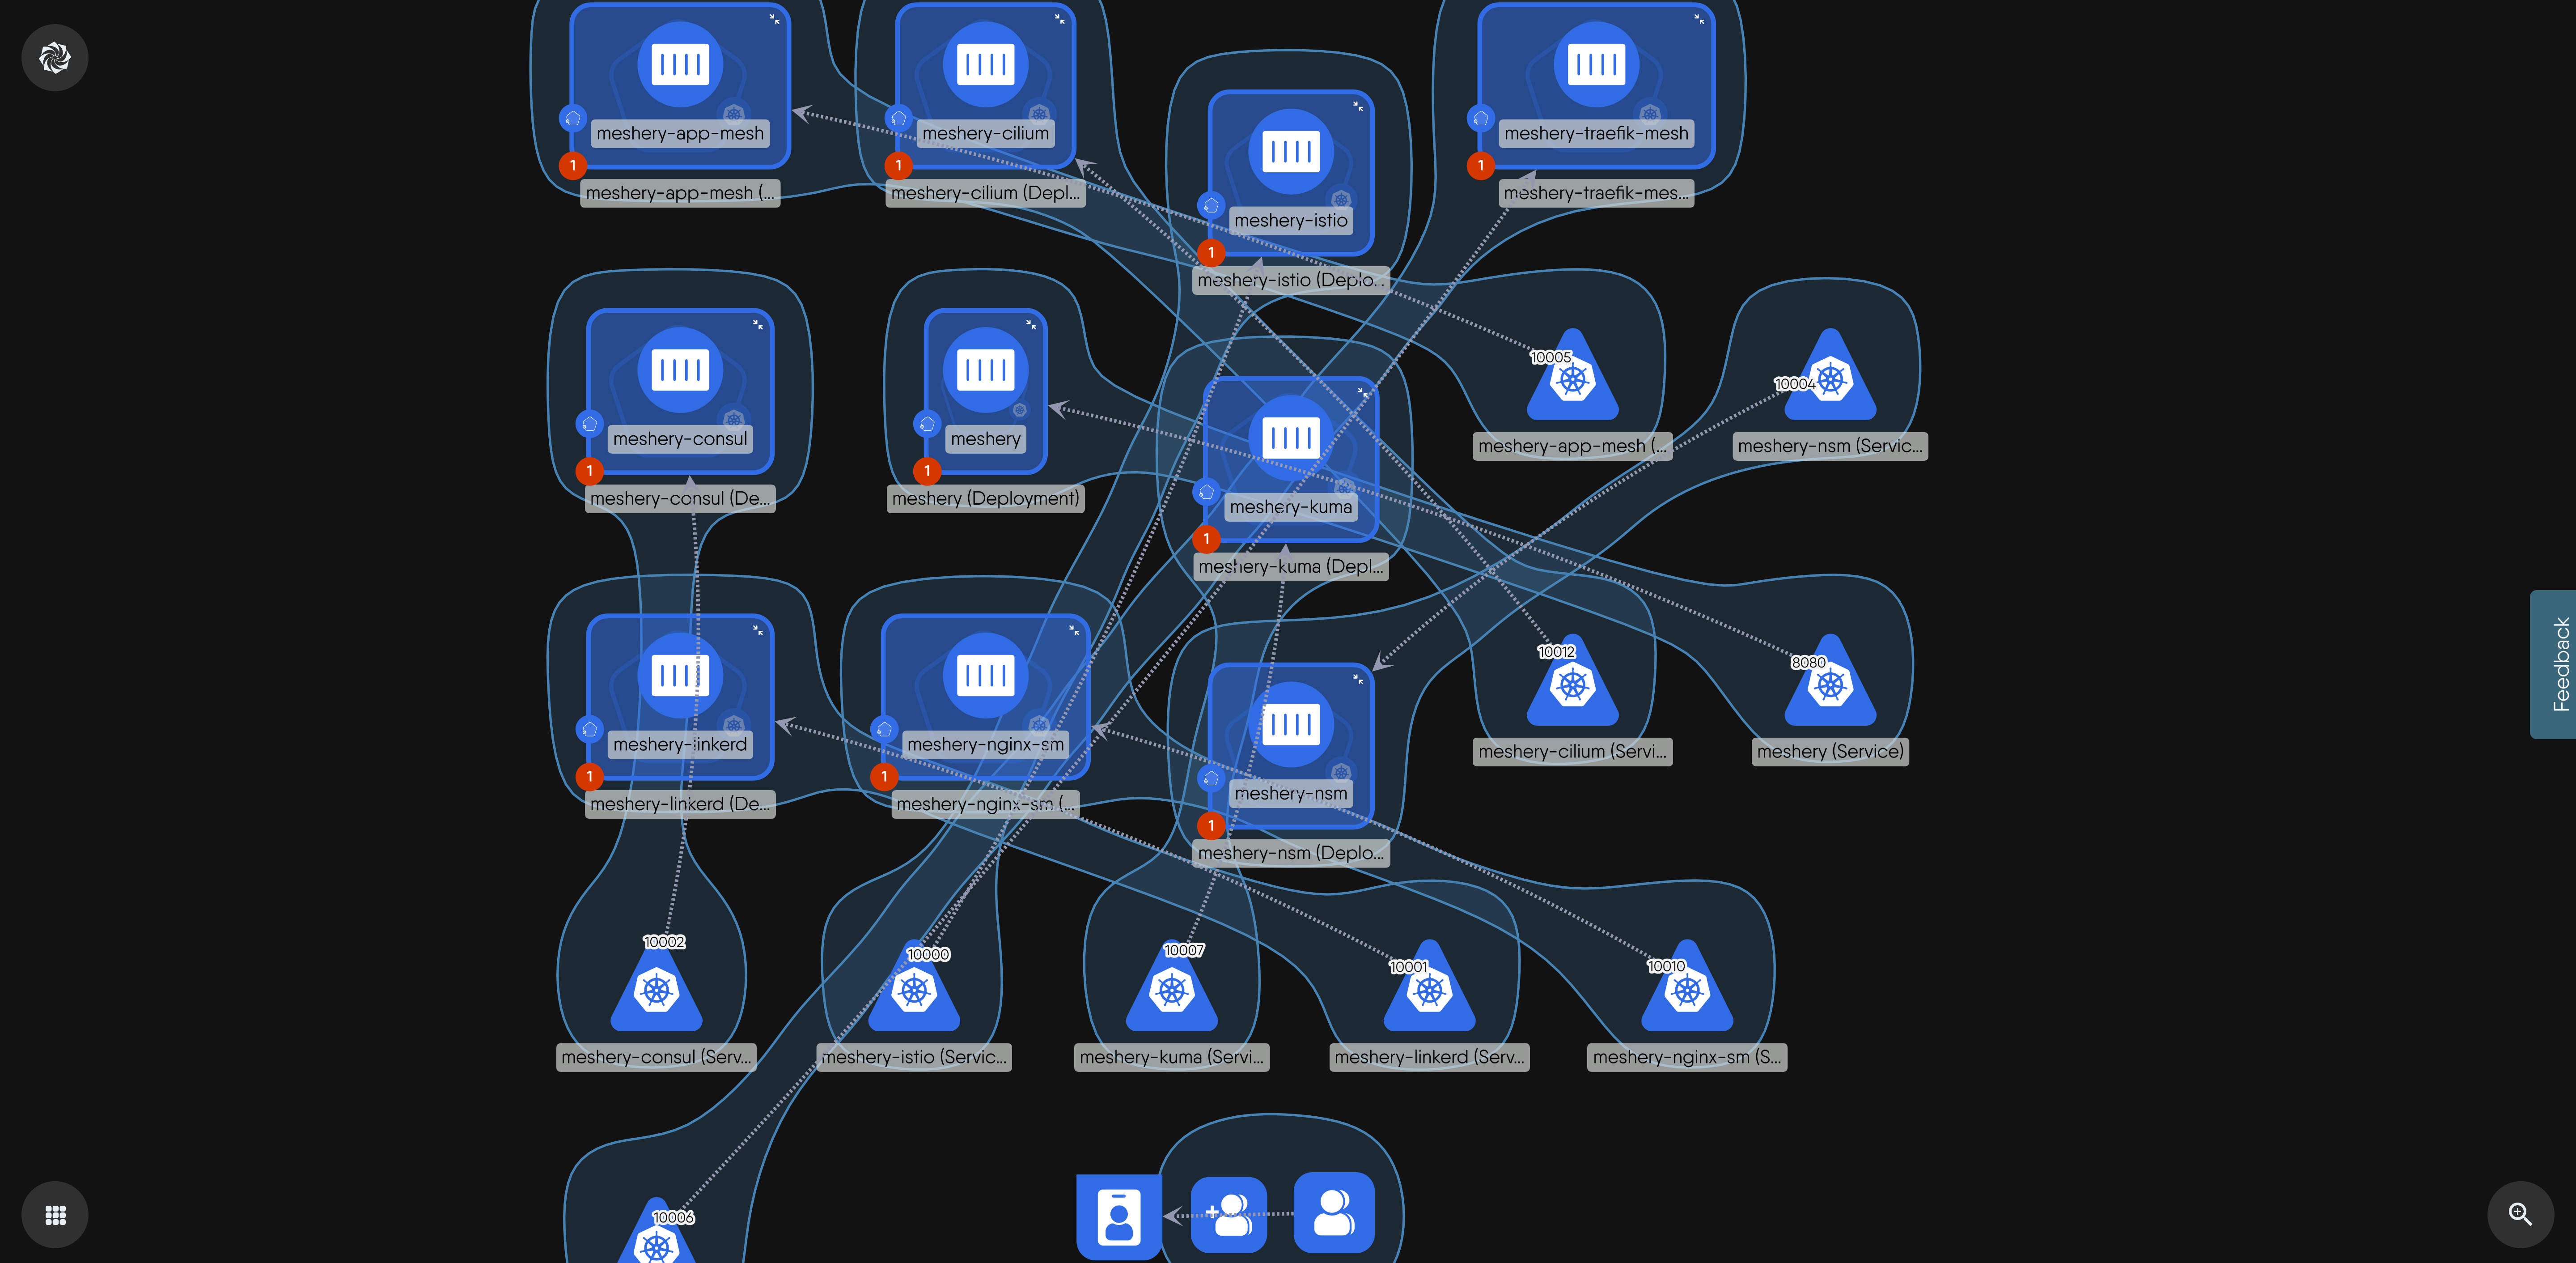 meshery-app-mesh
1
meshery-app-mesh (...
meshery-cilium
1
meshery-cilium (Depl...
meshery-istio
1
meshery-istio (Deplo...
meshery-traefik-mesh
1
meshery-traefik-mes...
meshery-consul
1
meshery-consul (De...
meshery
1
meshery (Deployment)
meshery-kuma
1
meshery-kuma (Depl...
10005
meshery-app-mesh (...
10004
meshery-nsm (Servic...
meshery-linkerd
1
meshery-linkerd (De...
meshery-nginx-sm
1
meshery-nginx-sm (...
meshery-nsm
1
meshery-nsm (Deplo...
10012
meshery-cilium (Servi...
8080
meshery (Service)
Feedback
10002
meshery-consul (Serv...
10000
meshery-istio (Servic...
10007
meshery-kuma (Servi...
10001
meshery-linkerd (Serv...
10010
meshery-nginx-sm (S...
10006